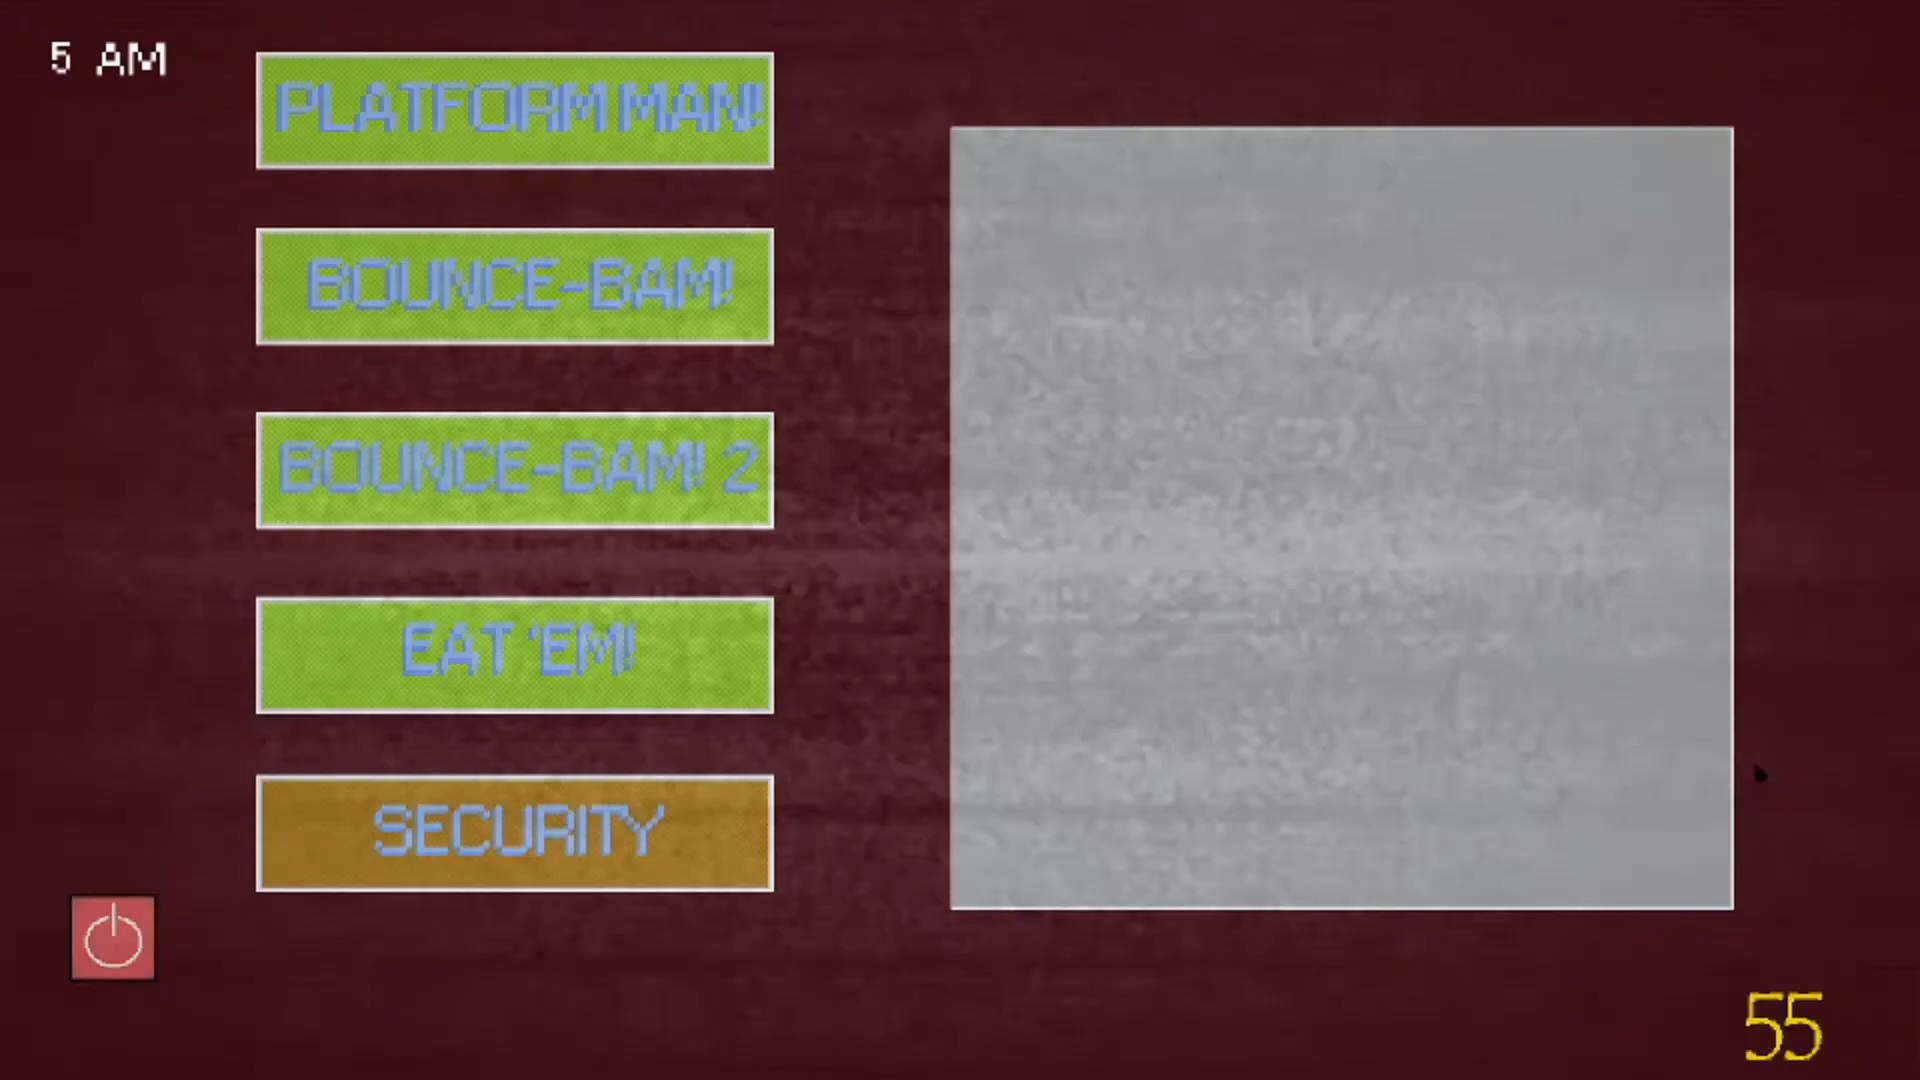 5 AM
PLATFORM MAN!
BOUNCE-BAM!
BOUNCE-BAM! 2
EAT 'EM!
SECURITY
55